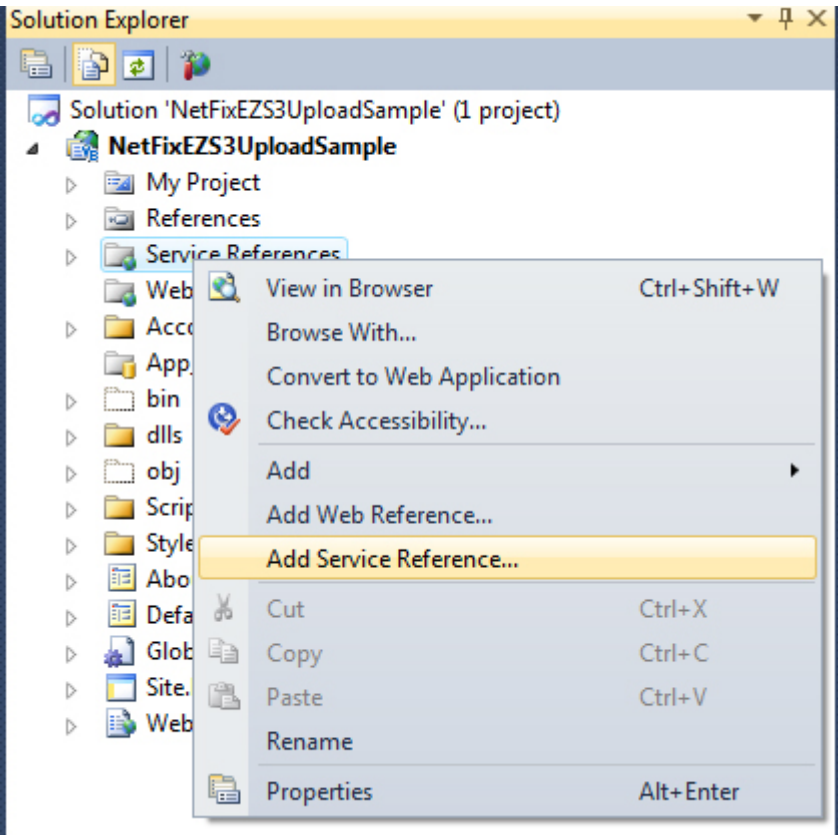 Solution Explorer
Solution 'NetFixEZS3UploadSample' (1 project)
NetFixEZS3UploadSample
My Project
References
Service References
Web
View in Browser Ctrl+Shift+W
Acco
Browse With...
App_
Convert to Web Application
bin
Check Accessibility...
dlls
obj
Add
Scrip
Add Web Reference...
Style
Add Service Reference...
Abo
Defa
Cut Ctrl+X
Glob
Copy Ctrl+C
Site.
Paste Ctrl+V
Web
Rename
Properties Alt+Enter